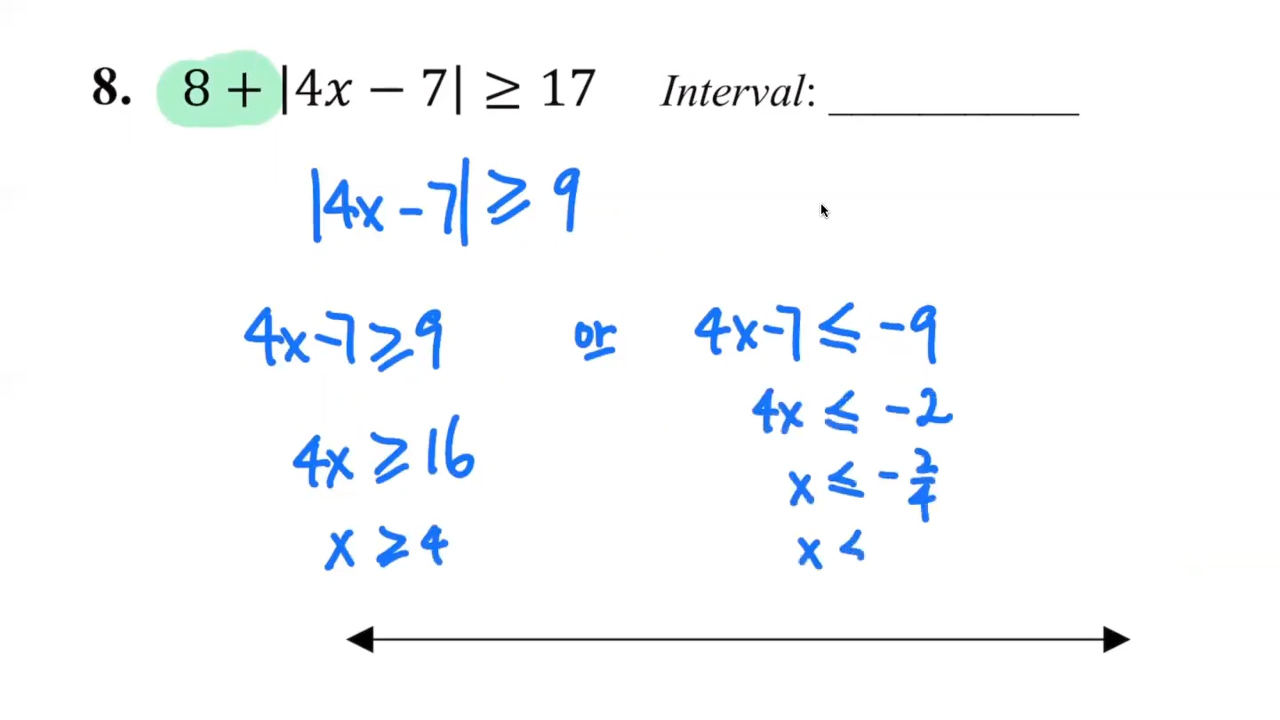 8. 8 + |4x − 7| ≥ 17 Interval: ____________
|4x - 7| ≥ 9
4x - 7 ≥ 9 or 4x - 7 ≤ -9
4x ≤ -2
4x ≥ 16
x ≤ - 2/4
x ≥ 4 x <